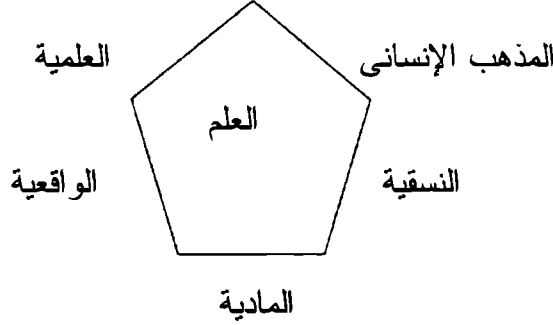 المذهب الإنسانى
العلمية
العلم
النسقية
الواقعية
المادية